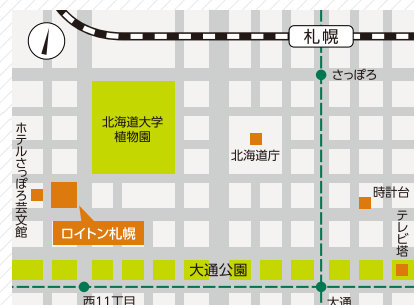 札幌
さっぽろ
北海道大学
植物園
北海道庁
ホテルさっぽろ芸文館
時計台
ロイトン札幌
テレビ塔
大通公園
西11丁目
大通